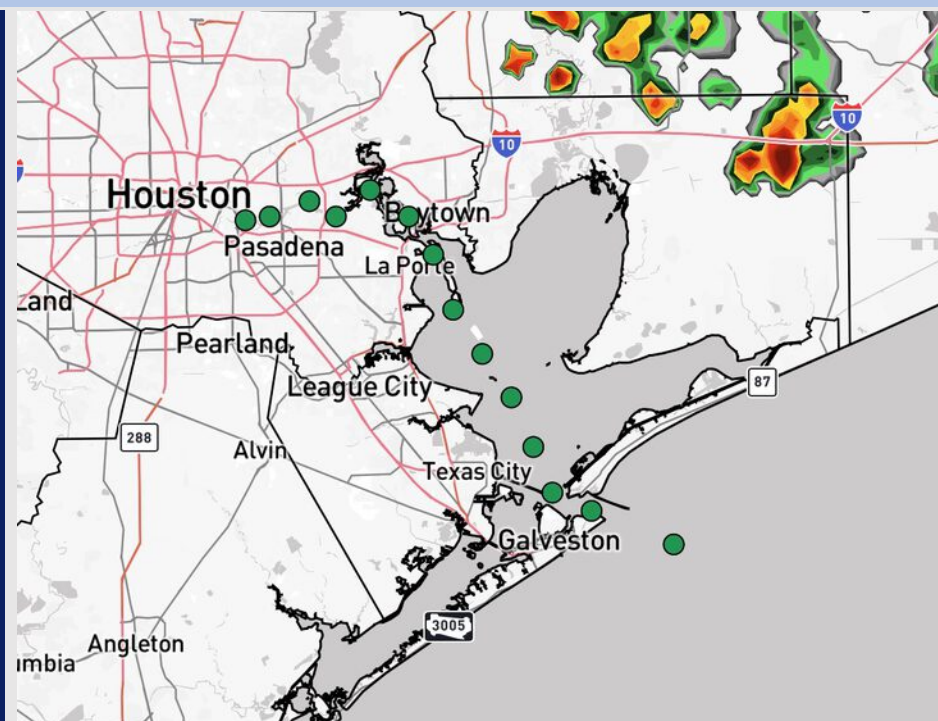 10
10
Houston
Baytown
Pasadena
La Porte
Land
Pearland
League City
87
288
Alvin
Texas City
Galveston
3005
Angleton
umbia